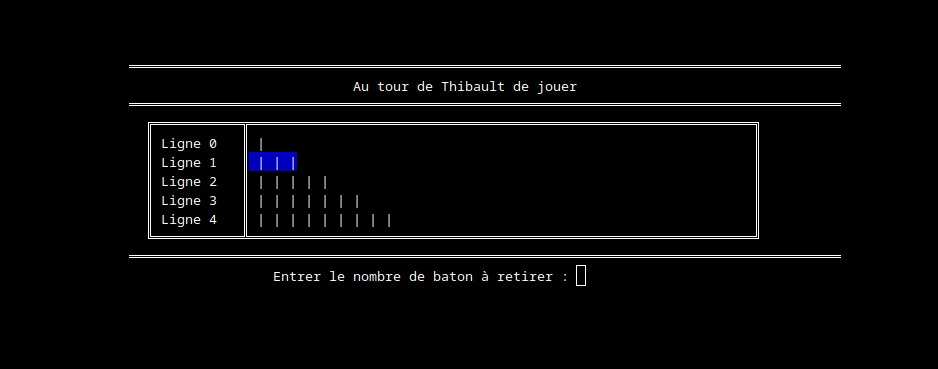 Au tour de Thibault de jouer
Ligne 0 |
Ligne 1 | | |
Ligne 2 | | | | |
Ligne 3 | | | | | | |
Ligne 4 | | | | | | | | |
Entrer le nombre de baton à retirer :